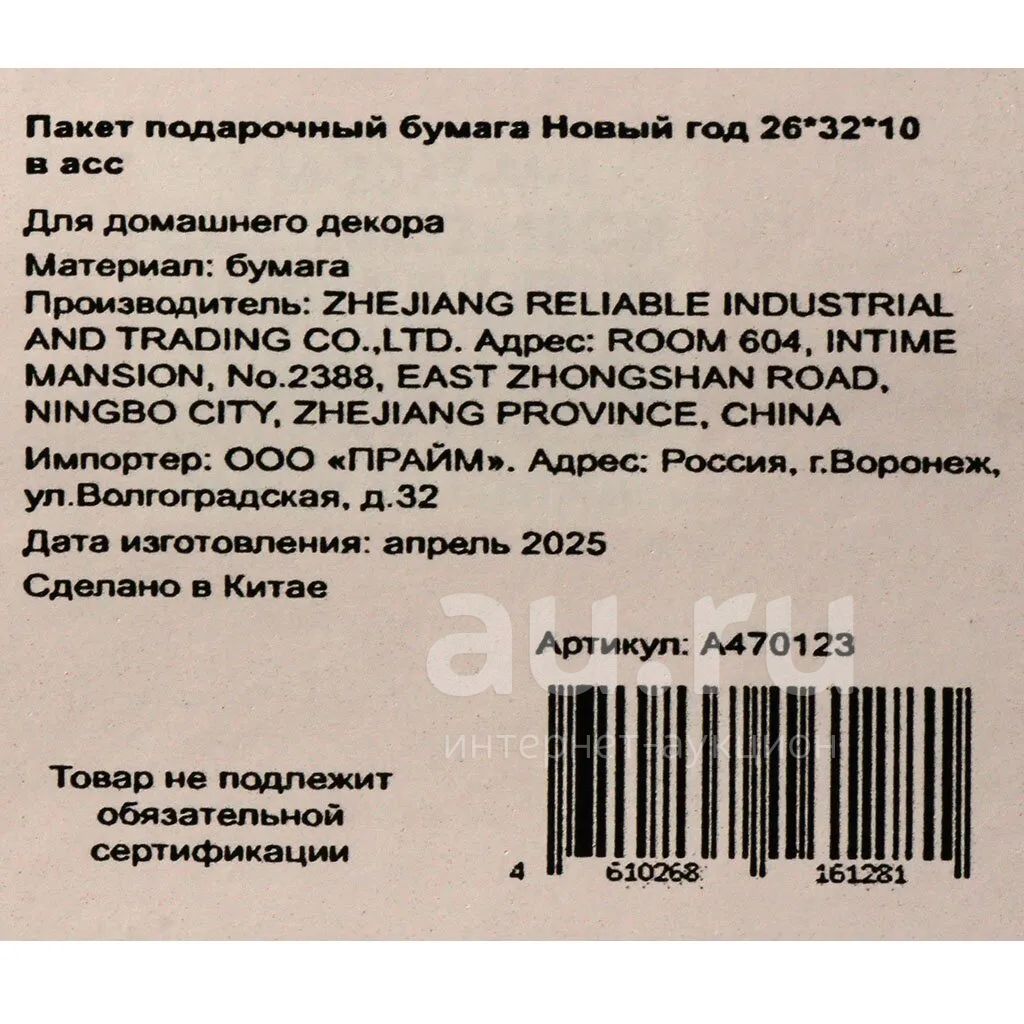 Пакет подарочный бумага Новый год 26*32*10
в асс
Для домашнего декора
Материал: бумага
Производитель: ZHEJIANG RELIABLE INDUSTRIAL
AND TRADING CO.,LTD. Адрес: ROOM 604, INTIME
MANSION, No.2388, EAST ZHONGSHAN ROAD,
NINGBO CITY, ZHEJIANG PROVINCE, CHINA
Импортер: ООО «ПРАЙМ». Адрес: Россия, г.Воронеж,
ул.Волгоградская, д.32
Дата изготовления: апрель 2025
Сделано в Китае
au.ru
интернет-аукцион
Артикул: А470123
Товар не подлежит
обязательной
сертификации
4 610268 161281